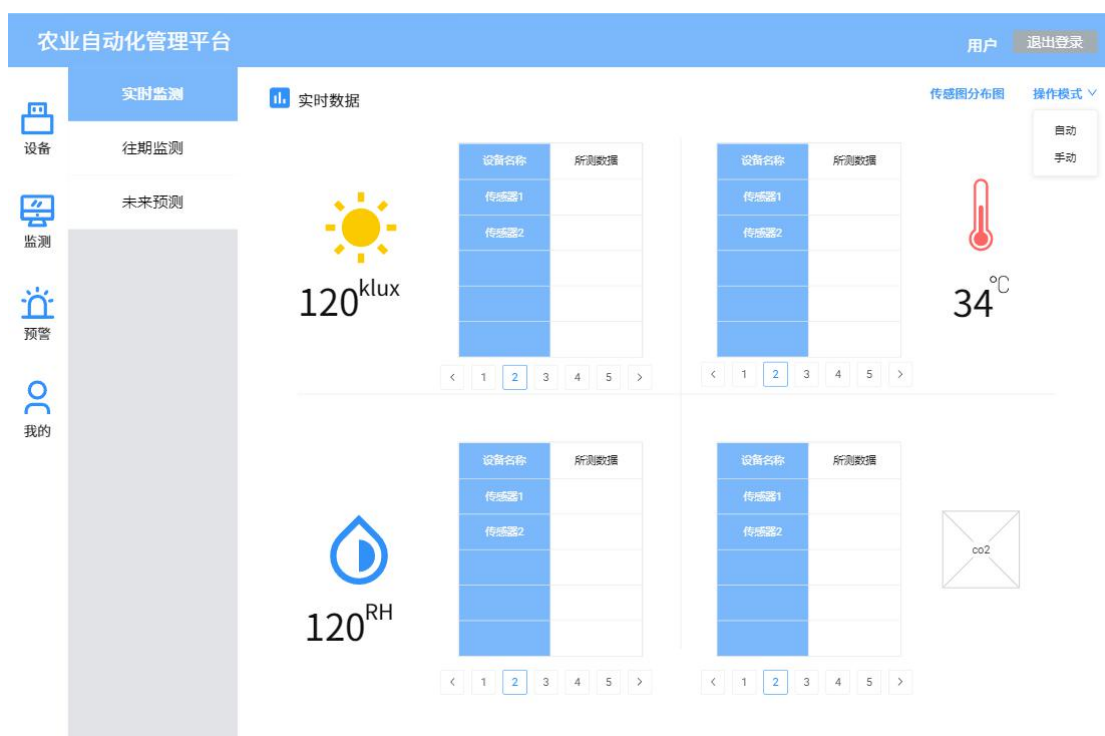 农业自动化管理平台
用户 退出登录
实时监测
往期监测
未来预测
设备
监测
预警
我的
实时数据
传感图分布图 操作模式
自动
手动
设备名称 所测数据
传感器1
传感器2
120klux
< 1 2 3 4 5 >
设备名称 所测数据
传感器1
传感器2
34℃
< 1 2 3 4 5 >
设备名称 所测数据
传感器1
传感器2
120RH
< 1 2 3 4 5 >
设备名称 所测数据
传感器1
传感器2
co2
< 1 2 3 4 5 >